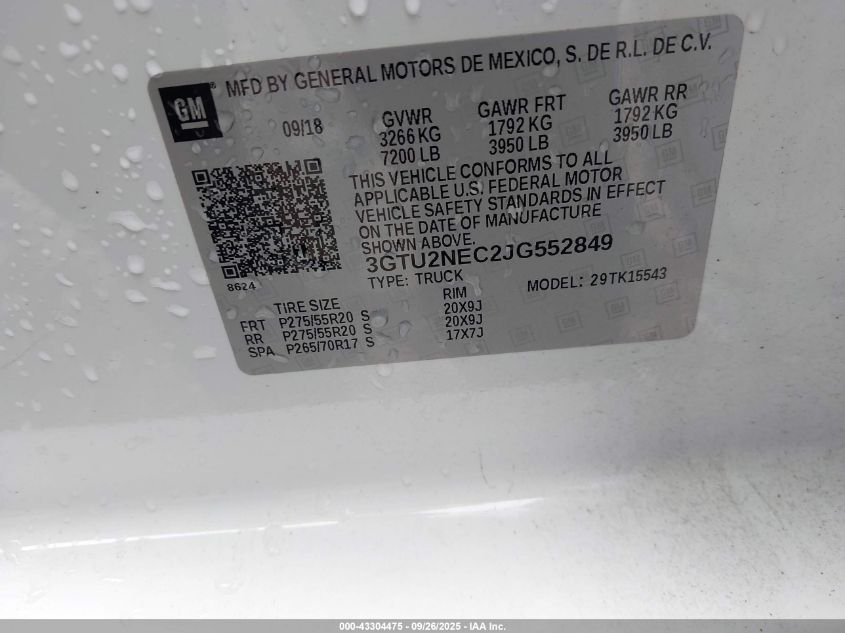 GM
MFD BY GENERAL MOTORS DE MEXICO, S. DE R.L. DE C.V.
09/18 GVWR GAWR FRT GAWR RR
3266 KG 1792 KG 1792 KG
7200 LB 3950 LB 3950 LB
THIS VEHICLE CONFORMS TO ALL
APPLICABLE U.S. FEDERAL MOTOR
VEHICLE SAFETY STANDARDS IN EFFECT
ON THE DATE OF MANUFACTURE
SHOWN ABOVE.
3GTU2NEC2JG552849
8624 TYPE: TRUCK MODEL: 29TK15543
TIRE SIZE RIM
FRT P275/55R20 S 20X9J
RR P275/55R20 S 20X9J
SPA P265/70R17 S 17X7J
000-43304475 - 09/26/2025 - IAA Inc.